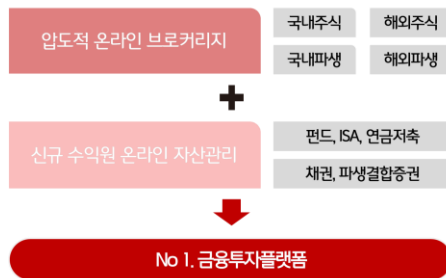 압도적 온라인 브로커리지
국내주식 해외주식
국내파생 해외파생
신규 수익원 온라인 자산관리
펀드, ISA, 연금저축
채권, 파생결합증권
No 1. 금융투자플랫폼